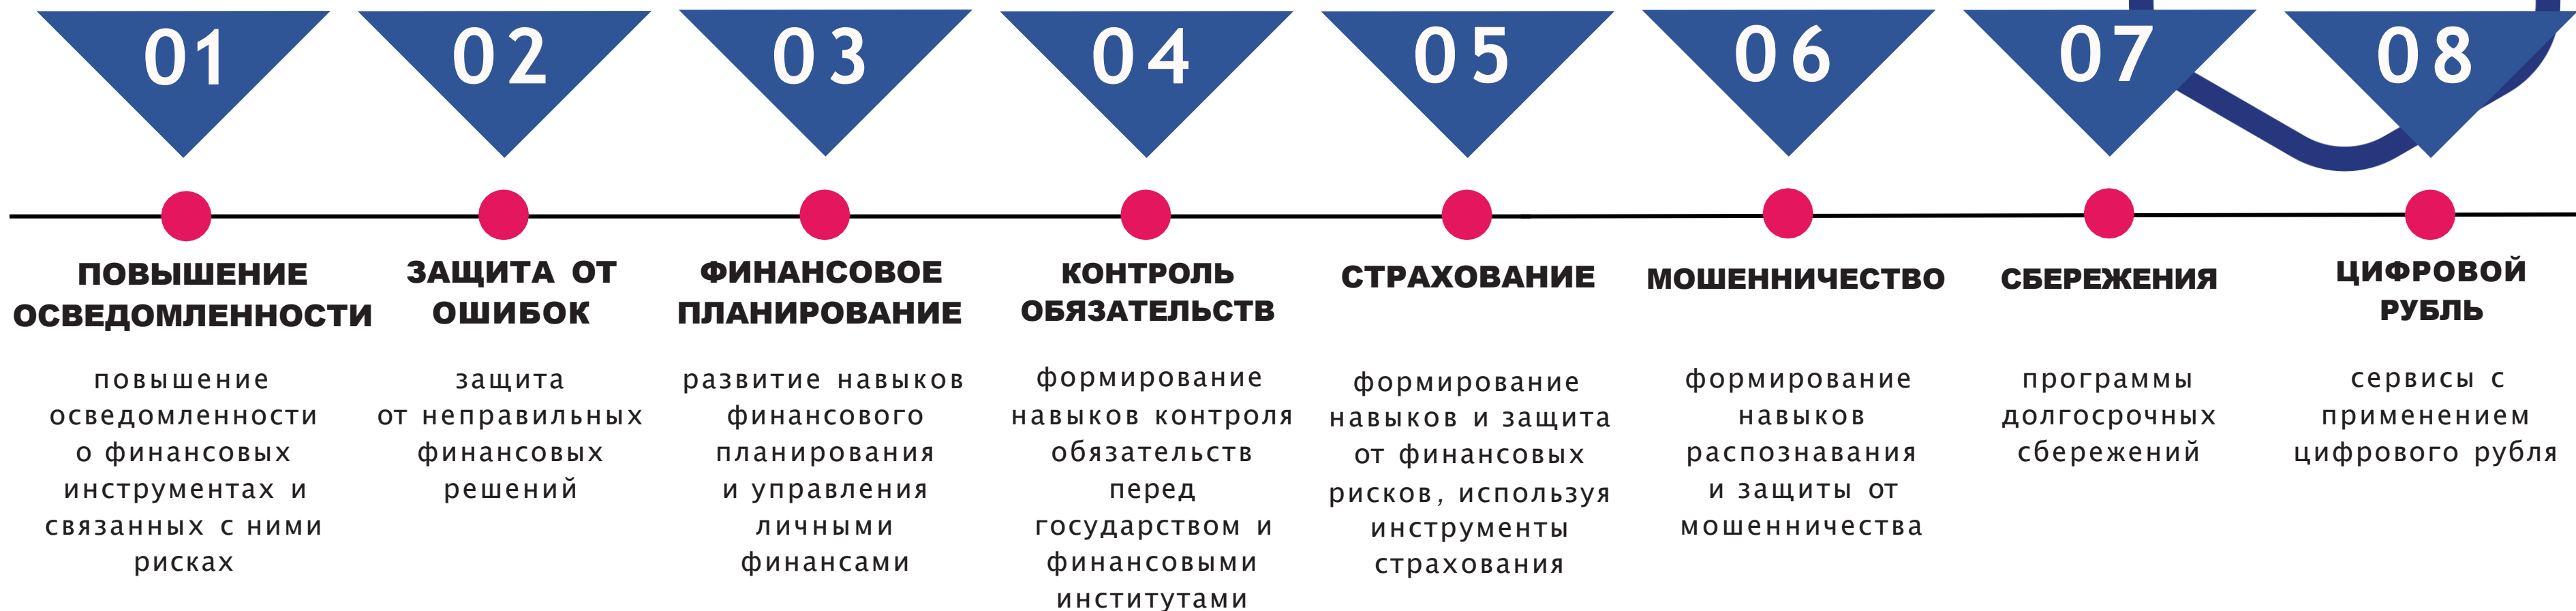 01
ПОВЫШЕНИЕ
ОСВЕДОМЛЕННОСТИ
повышение
осведомленности
о финансовых
инструментах и
связанных с ними
рисках
02
ЗАЩИТА ОТ
ОШИБОК
защита
от неправильных
финансовых
решений
03
ФИНАНСОВОЕ
ПЛАНИРОВАНИЕ
развитие навыков
финансового
планирования
и управления
личными
финансами
04
КОНТРОЛЬ
ОБЯЗАТЕЛЬСТВ
формирование
навыков контроля
обязательств
перед
государством и
финансовыми
институтами
05
СТРАХОВАНИЕ
формирование
навыков и защита
от финансовых
рисков, используя
инструменты
страхования
06
МОШЕННИЧЕСТВО
формирование
навыков
распознавания
и защиты от
мошенничества
07
СБЕРЕЖЕНИЯ
программы
долгосрочных
сбережений
08
ЦИФРОВОЙ
РУБЛЬ
сервисы с
применением
цифрового рубля